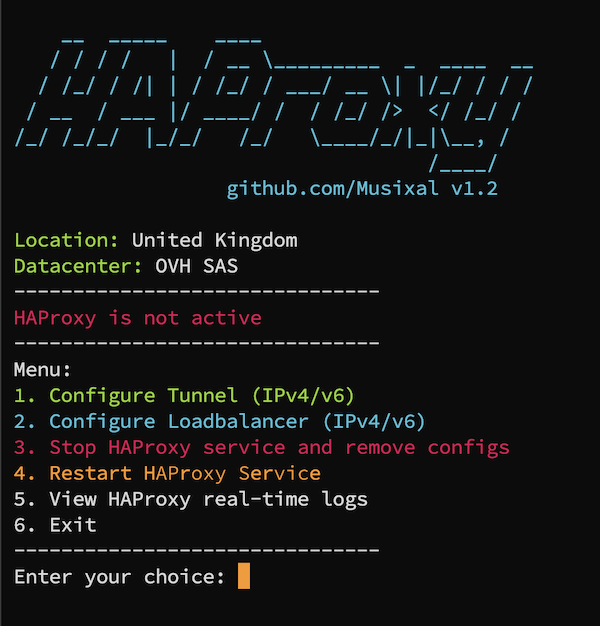 HAProxy
github.com/Musixal v1.2
Location: United Kingdom
Datacenter: OVH SAS
-------------------------------
HAProxy is not active
-------------------------------
Menu:
1. Configure Tunnel (IPv4/v6)
2. Configure Loadbalancer (IPv4/v6)
3. Stop HAProxy service and remove configs
4. Restart HAProxy Service
5. View HAProxy real-time logs
6. Exit
-------------------------------
Enter your choice: